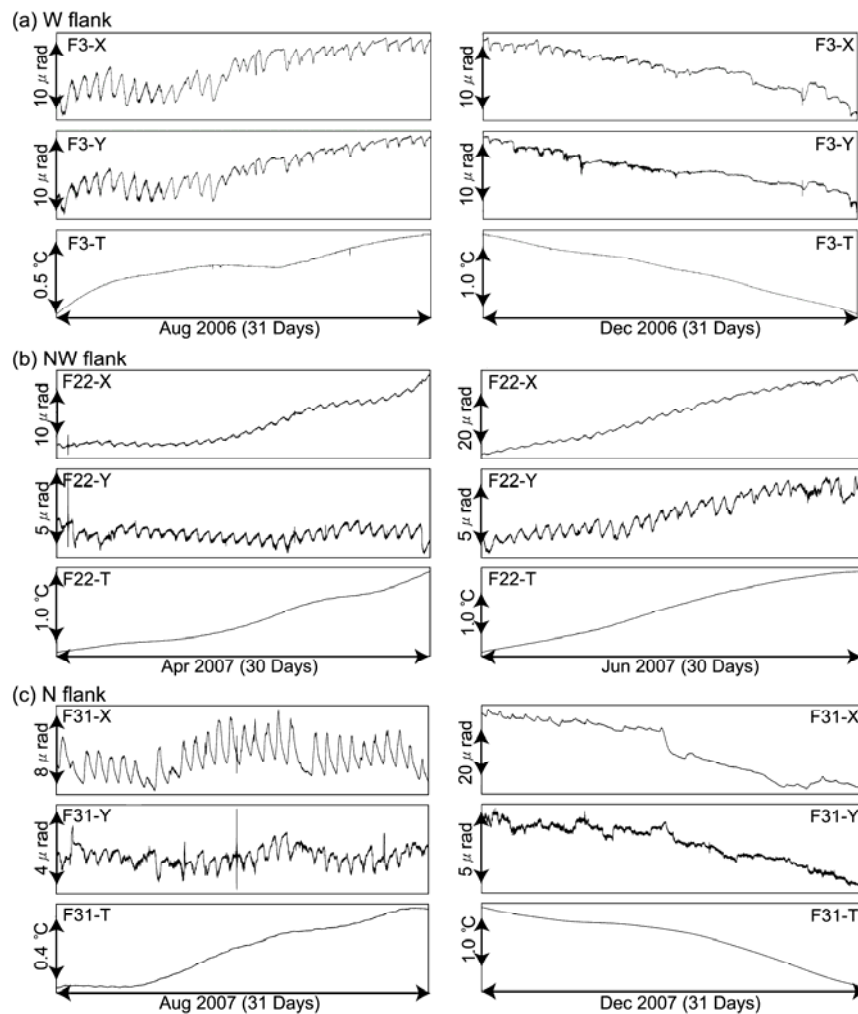 (a) W flank
F3-X
10 μ rad
F3-X
10 μ rad
F3-Y
10 μ rad
F3-Y
10 μ rad
F3-T
0.5 °C
F3-T
1.0 °C
Aug 2006 (31 Days)
Dec 2006 (31 Days)
(b) NW flank
F22-X
10 μ rad
F22-X
20 μ rad
F22-Y
5 μ rad
F22-Y
5 μ rad
F22-T
1.0 °C
F22-T
1.0 °C
Apr 2007 (30 Days)
Jun 2007 (30 Days)
(c) N flank
F31-X
8 μ rad
F31-X
20 μ rad
F31-Y
4 μ rad
F31-Y
5 μ rad
F31-T
0.4 °C
F31-T
1.0 °C
Aug 2007 (31 Days)
Dec 2007 (31 Days)